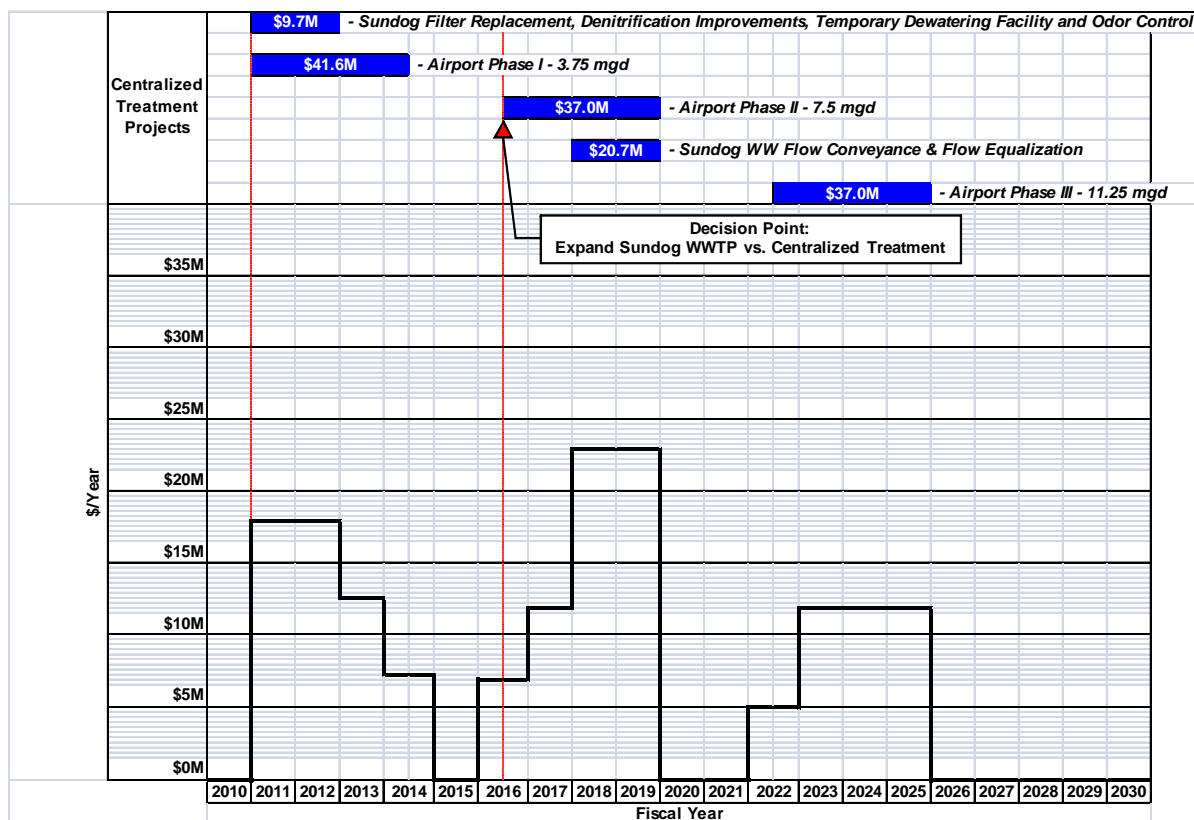 $9.7M - Sundog Filter Replacement, Denitrification Improvements, Temporary Dewatering Facility and Odor Control
$41.6M - Airport Phase I - 3.75 mgd
Centralized
Treatment
Projects
$37.0M - Airport Phase II - 7.5 mgd
$20.7M - Sundog WW Flow Conveyance & Flow Equalization
$37.0M - Airport Phase III - 11.25 mgd
Decision Point:
Expand Sundog WWTP vs. Centralized Treatment
$35M
$30M
$25M
$20M
$15M
$10M
$5M
$0M
$/Year
2010 2011 2012 2013 2014 2015 2016 2017 2018 2019 2020 2021 2022 2023 2024 2025 2026 2027 2028 2029 2030
Fiscal Year